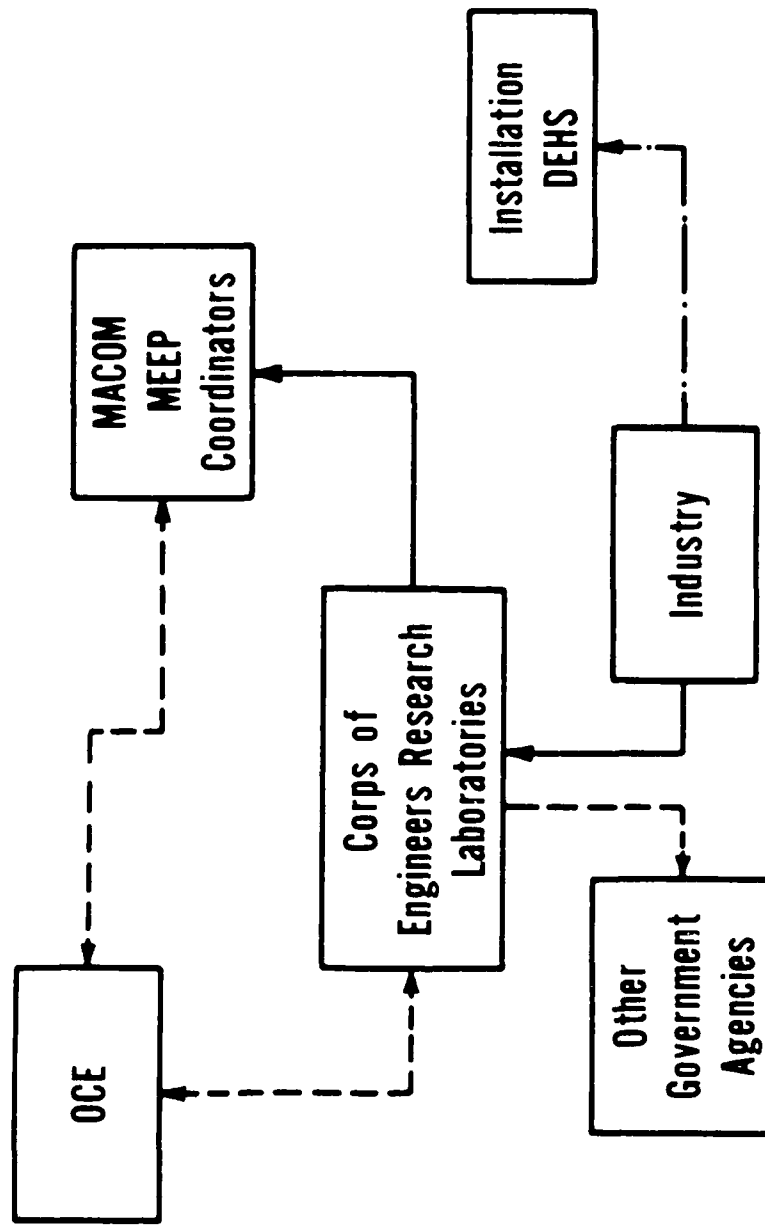 OCE
MACOM
MEEP
Coordinators
Corps of
Engineers Research
Laboratories
Installation
DEHS
Industry
Other
Government
Agencies